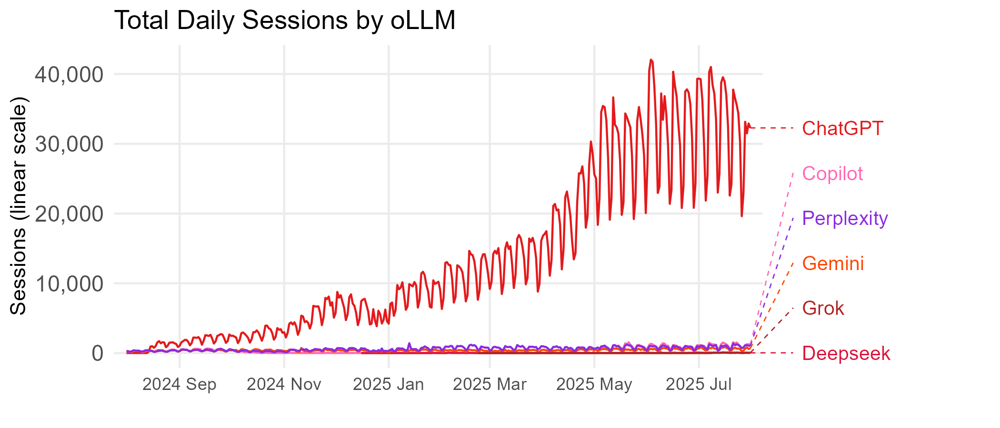 Total Daily Sessions by oLLM
Sessions (linear scale)
40,000
30,000
20,000
10,000
0
2024 Sep
2024 Nov
2025 Jan
2025 Mar
2025 May
2025 Jul
ChatGPT
Copilot
Perplexity
Gemini
Grok
Deepseek